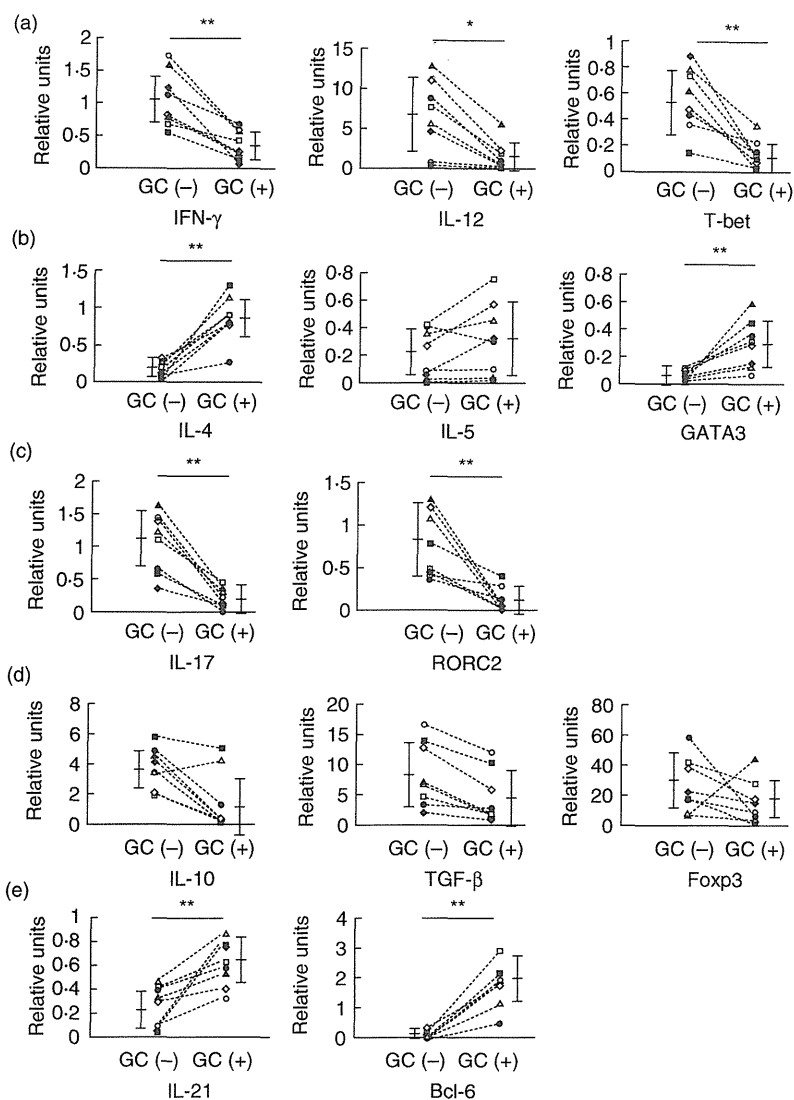 (a)
**
*
**
Relative units
2
1·5
1
0·5
0
Relative units
15
10
5
0
Relative units
1
0·8
0·6
0·4
0·2
0
GC (–) GC (+)
GC (–) GC (+)
GC (–) GC (+)
IFN-γ
IL-12
T-bet
(b)
**
**
Relative units
1·5
1
0·5
0
Relative units
0·8
0·6
0·4
0·2
0
Relative units
0·8
0·6
0·4
0·2
0
GC (–) GC (+)
GC (–) GC (+)
GC (–) GC (+)
IL-4
IL-5
GATA3
(c)
**
**
Relative units
2
1·5
1
0·5
0
Relative units
1·5
1
0·5
0
GC (–) GC (+)
GC (–) GC (+)
IL-17
RORC2
(d)
Relative units
8
6
4
2
0
Relative units
20
15
10
5
0
Relative units
80
60
40
20
0
GC (–) GC (+)
GC (–) GC (+)
GC (–) GC (+)
IL-10
TGF-β
Foxp3
(e)
**
**
Relative units
1
0·8
0·6
0·4
0·2
0
Relative units
4
3
2
1
0
GC (–) GC (+)
GC (–) GC (+)
IL-21
Bcl-6